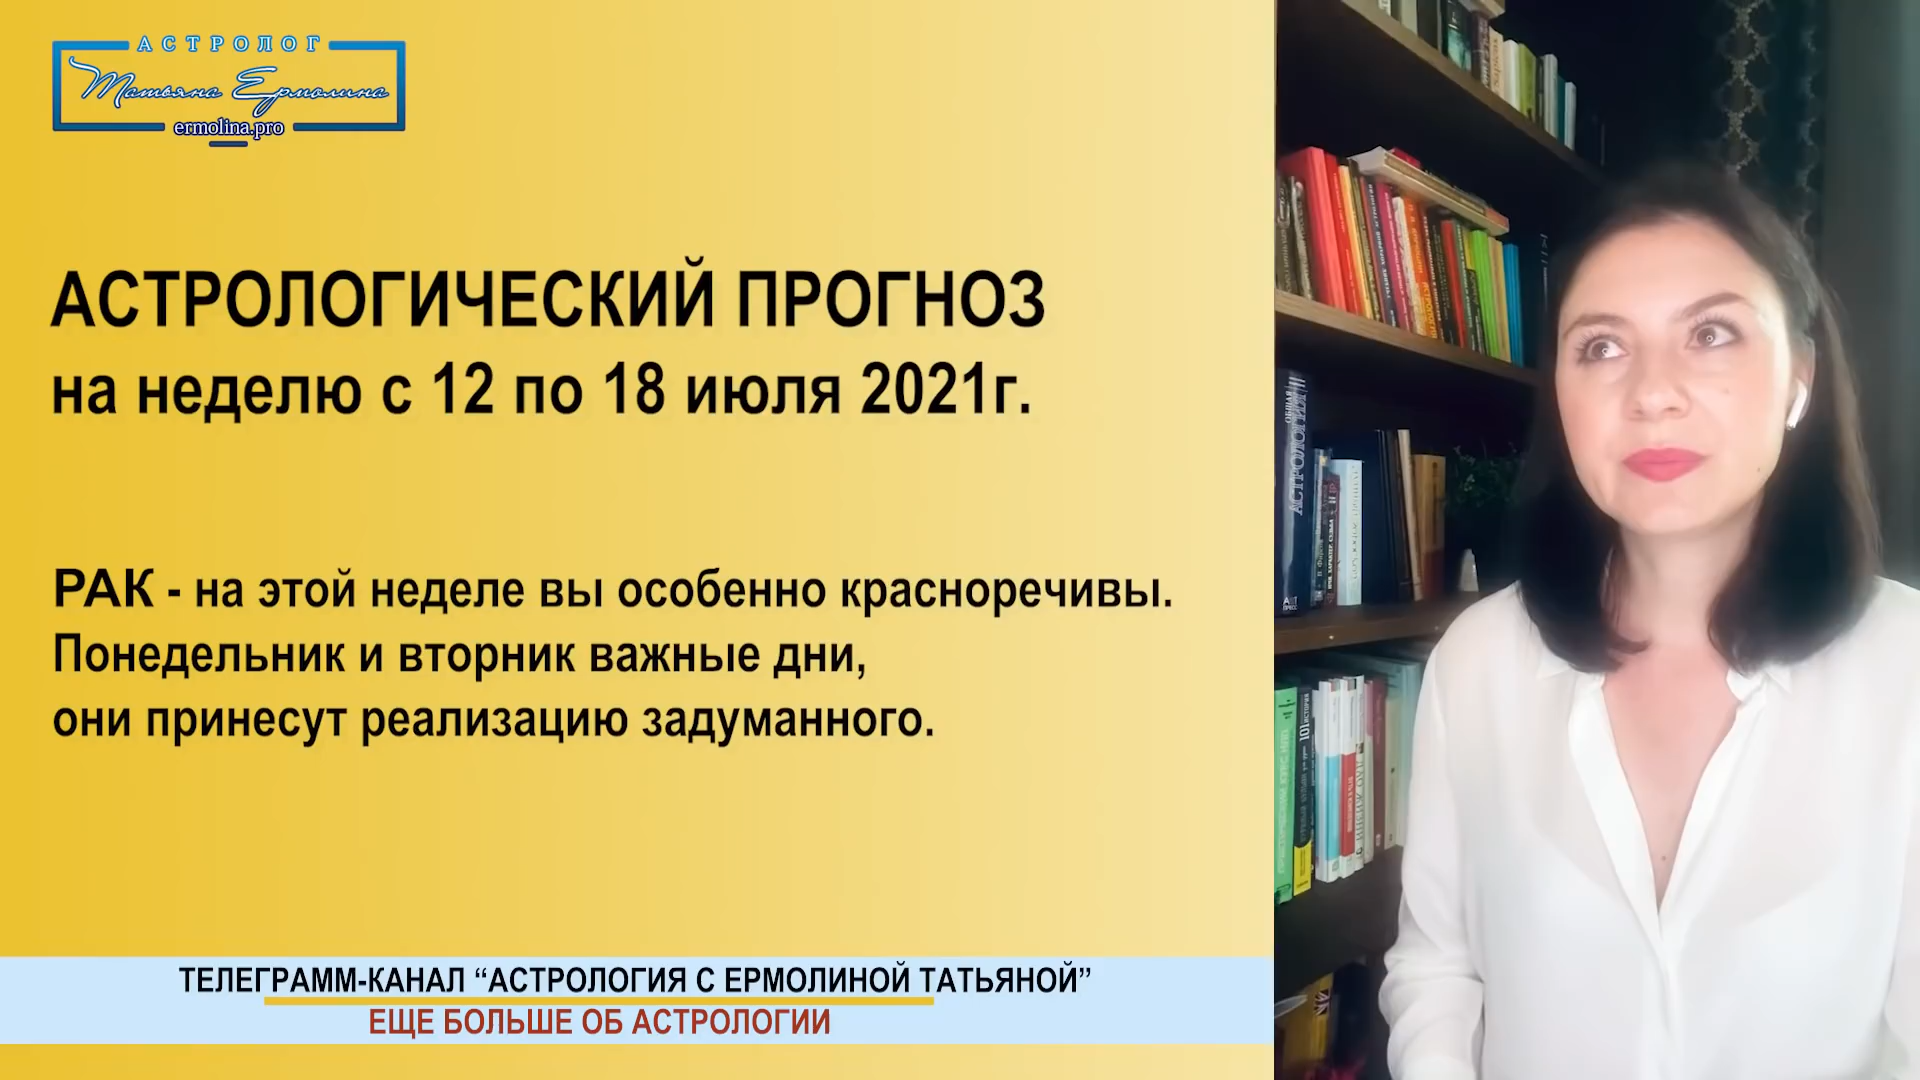 АСТРОЛОГ
Татьяна Ермолина
ermolina.pro
АСТРОЛОГИЧЕСКИЙ ПРОГНОЗ
на неделю с 12 по 18 июля 2021г.
РАК - на этой неделе вы особенно красноречивы.
Понедельник и вторник важные дни,
они принесут реализацию задуманного.
ТЕЛЕГРАММ-КАНАЛ “АСТРОЛОГИЯ С ЕРМОЛИНОЙ ТАТЬЯНОЙ”
ЕЩЕ БОЛЬШЕ ОБ АСТРОЛОГИИ
ОБЩАЯ
АСТРОЛОГИЯ